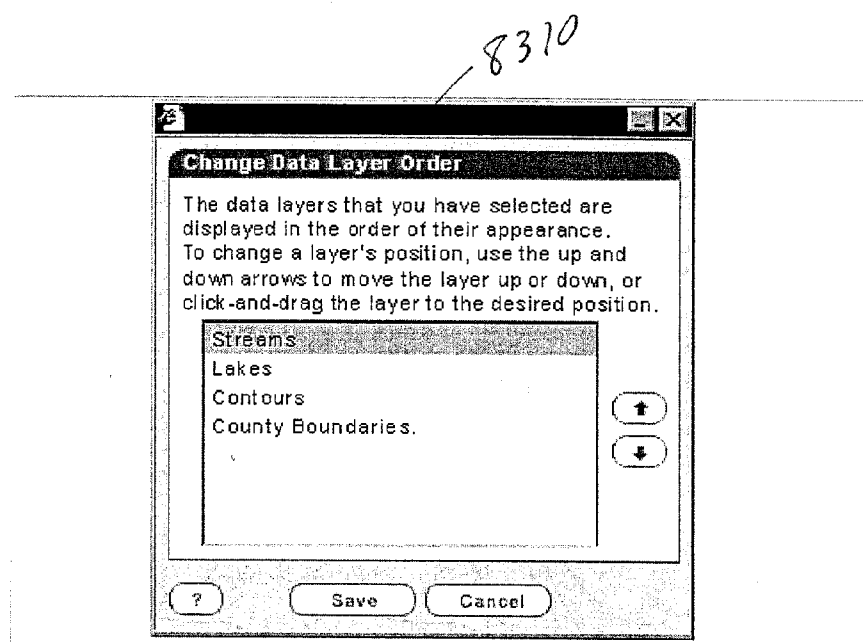 8310
Change Data Layer Order
The data layers that you have selected are
displayed in the order of their appearance.
To change a layer's position, use the up and
down arrows to move the layer up or down, or
click-and-drag the layer to the desired position.
Streams
Lakes
Contours
County Boundaries.
?
Save
Cancel